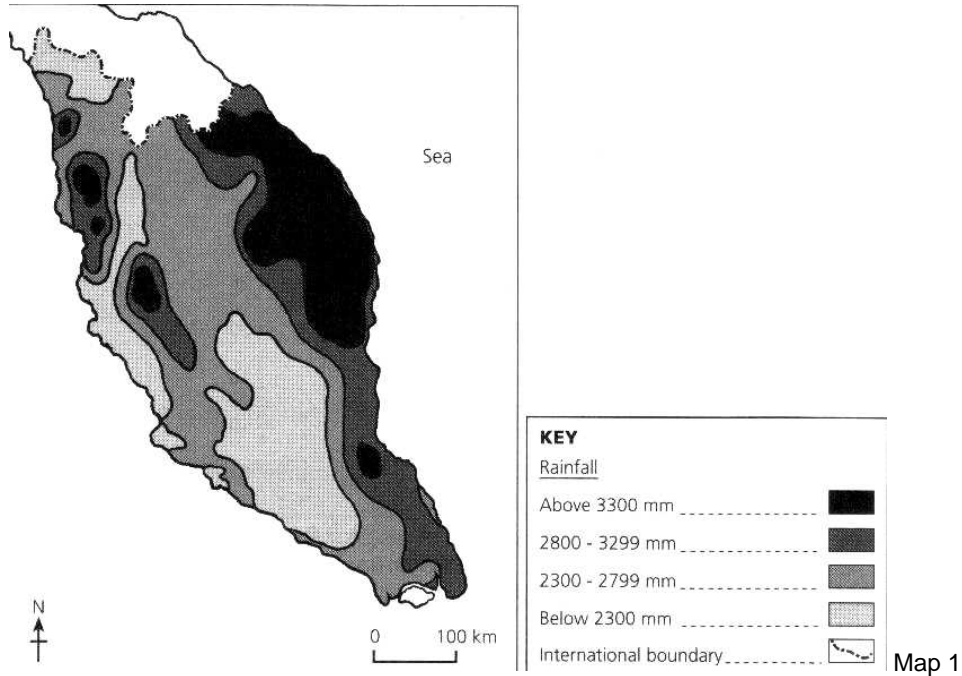 Sea
N
0 100 km
KEY
Rainfall
Above 3300 mm
2800 - 3299 mm
2300 - 2799 mm
Below 2300 mm
International boundary
Map 1